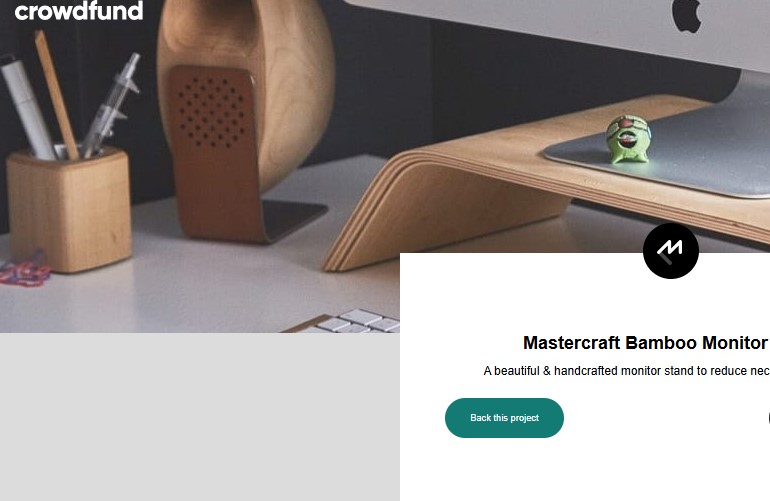 crowdfund
Mastercraft Bamboo Monitor
A beautiful & handcrafted monitor stand to reduce nec
Back this project